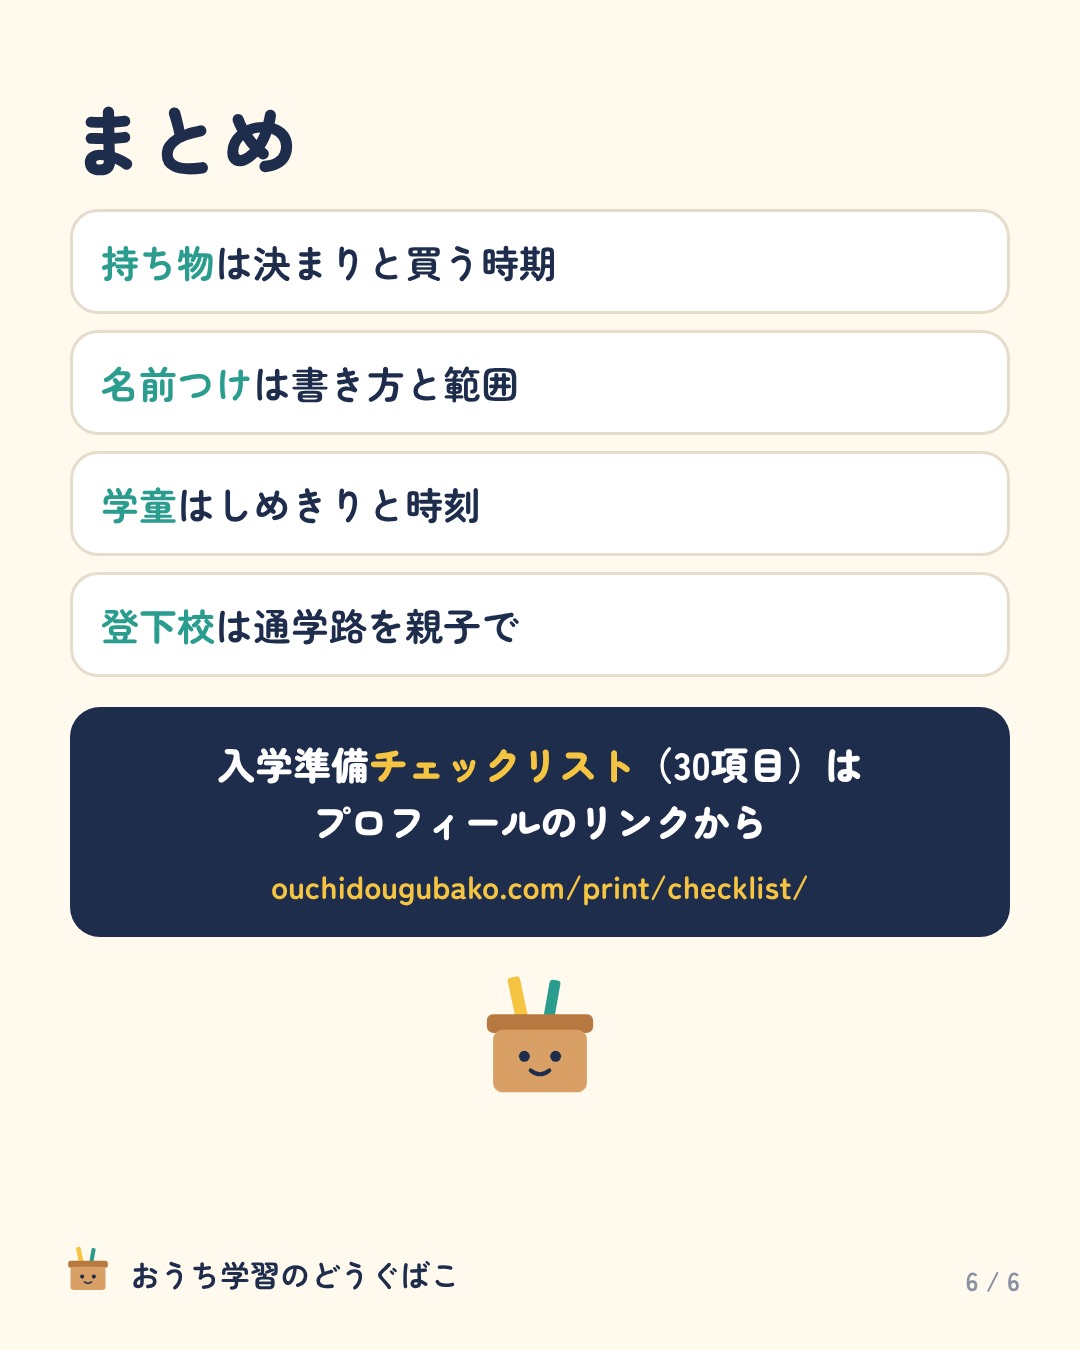 まとめ
持ち物は決まりと買う時期
名前つけは書き方と範囲
学童はしめきりと時刻
登下校は通学路を親子で
入学準備チェックリスト（30項目）は
プロフィールのリンクから
ouchidougubako.com/print/checklist/
おうち学習のどうぐばこ
6 / 6